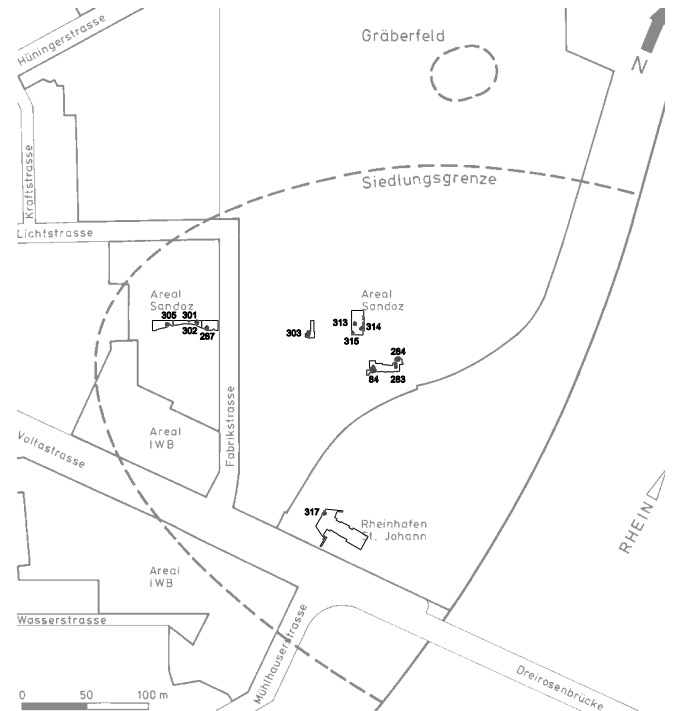 Hüningerstrasse
Gräberfeld
N
Kraftstrasse
Siedlungsgrenze
Lichtstrasse
Areal
Sandoz
305
301
302
287
Areal
Sandoz
303
313
314
315
284
84
283
Fabrikstrasse
Areal
IWB
Voltastrasse
317
Rheinhafen
St. Johann
RHEIN
Areal
IWB
Wasserstrasse
Mühlhauserstrasse
Dreirosenbrücke
0 50 100 m